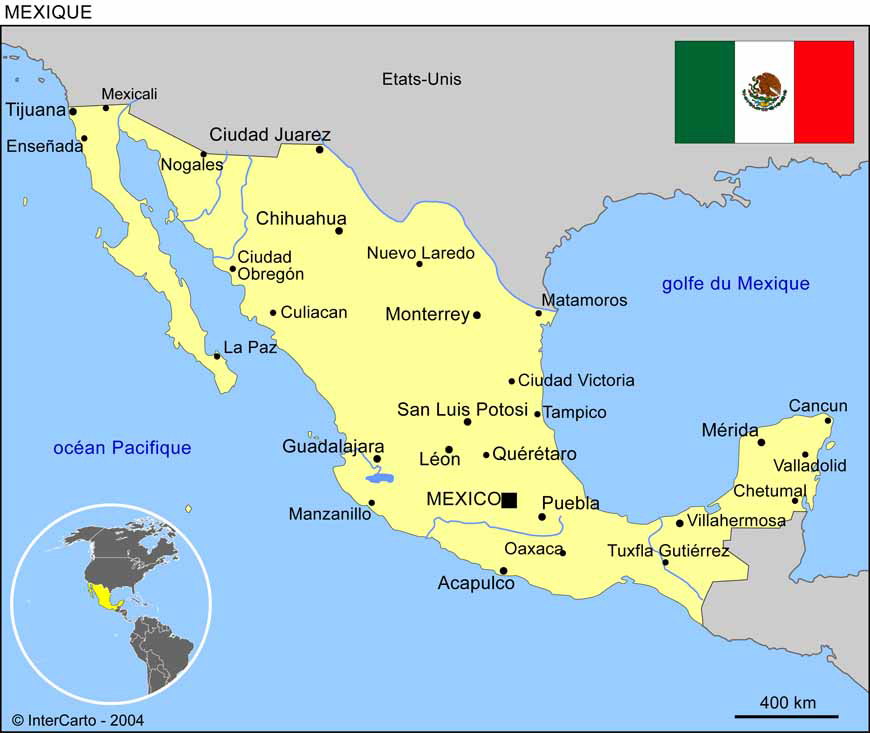 MEXIQUE
Etats-Unis
Mexicali
Tijuana
Ciudad Juarez
Enseñada
Nogales
Chihuahua
Nuevo Laredo
Ciudad
Obregón
golfe du Mexique
Matamoros
Culiacan
Monterrey
La Paz
Ciudad Victoria
San Luis Potosi
Tampico
Cancun
Mérida
océan Pacifique
Guadalajara
Léon
Quérétaro
Valladolid
Chetumal
MEXICO
Puebla
Manzanillo
Villahermosa
Oaxaca
Tuxfla Gutiérrez
Acapulco
400 km
© InterCarto - 2004